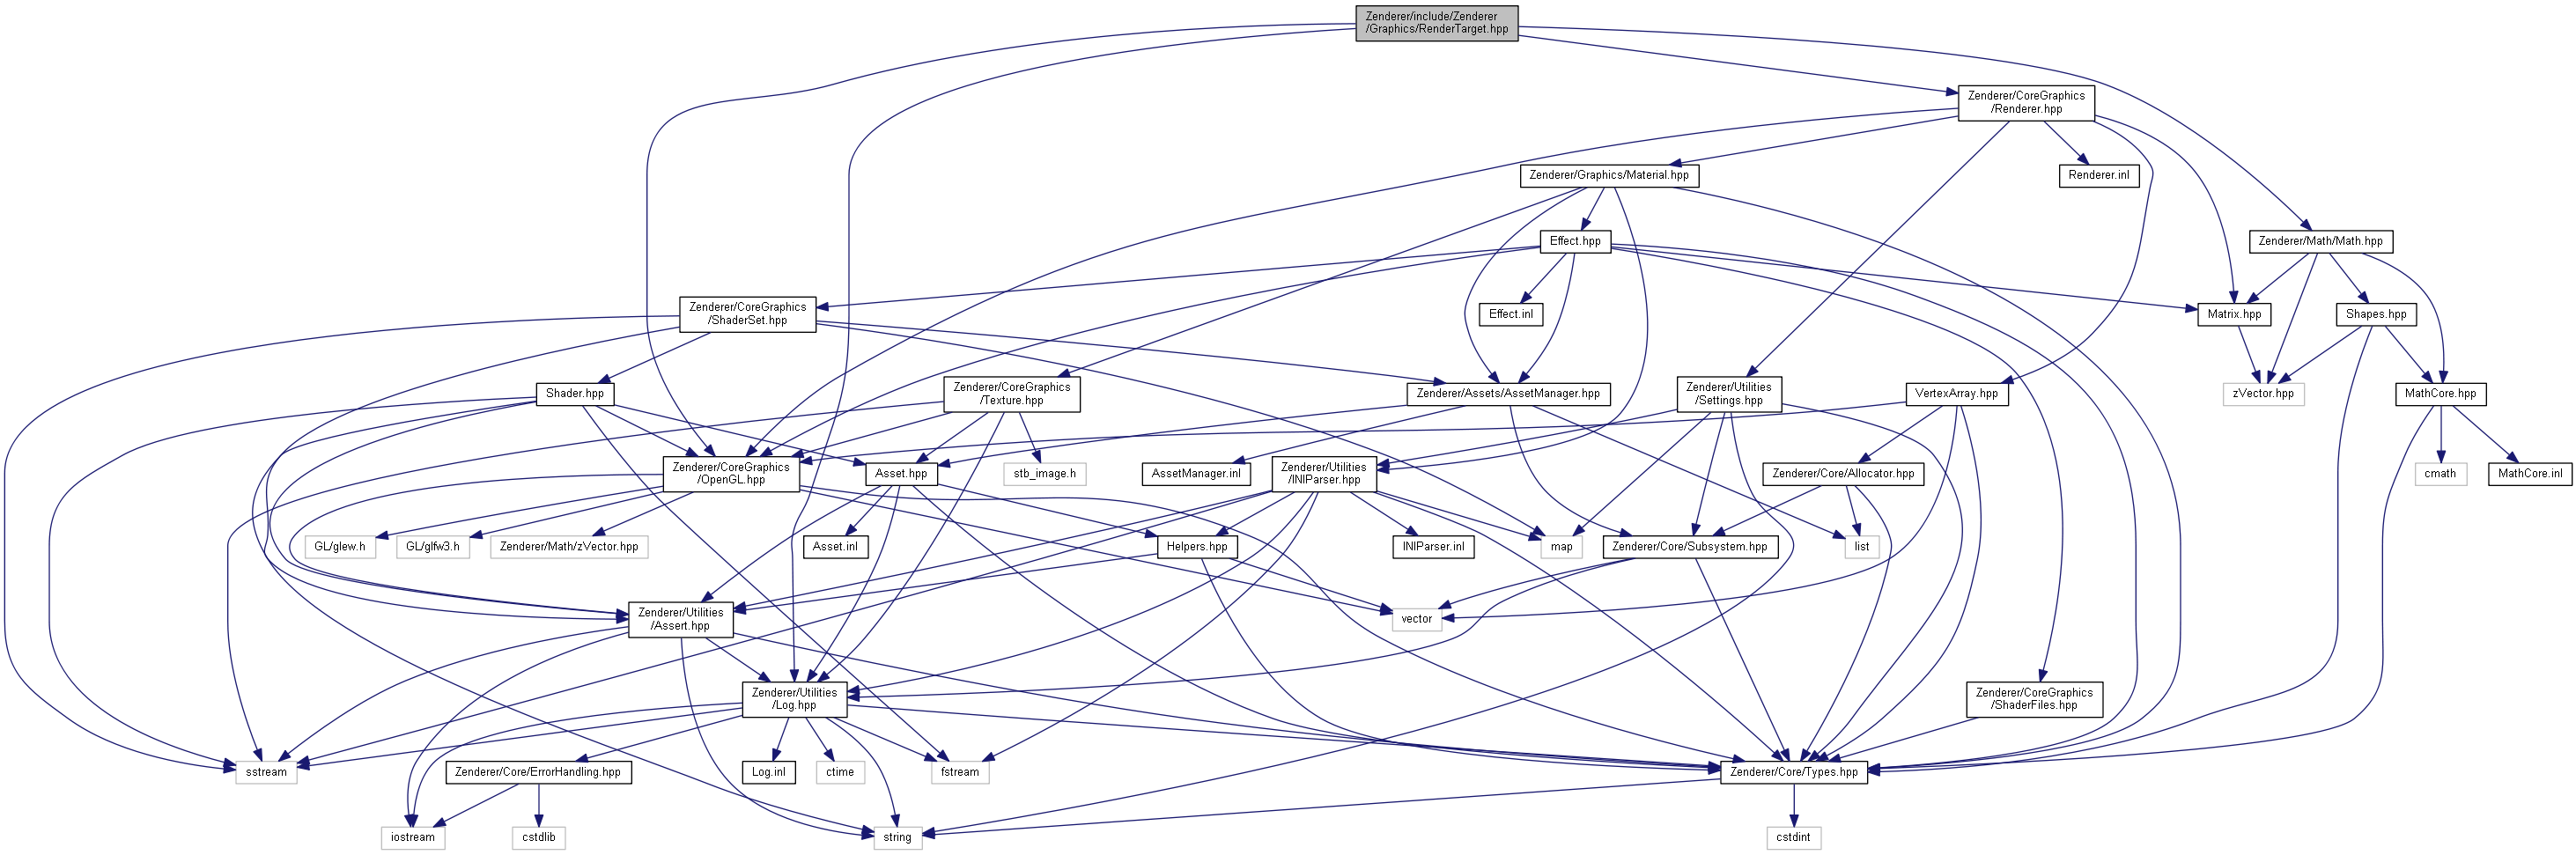 Zenderer/include/Zenderer
/Graphics/RenderTarget.hpp
Zenderer/CoreGraphics
/Renderer.hpp
Zenderer/Graphics/Material.hpp
Renderer.inl
Effect.hpp
Zenderer/Math/Math.hpp
Zenderer/CoreGraphics
/ShaderSet.hpp
Effect.inl
Matrix.hpp
Shapes.hpp
Shader.hpp
Zenderer/CoreGraphics
/Texture.hpp
Zenderer/Assets/AssetManager.hpp
Zenderer/Utilities
/Settings.hpp
VertexArray.hpp
zVector.hpp
MathCore.hpp
Zenderer/CoreGraphics
/OpenGL.hpp
Asset.hpp
stb_image.h
AssetManager.inl
Zenderer/Utilities
/INIParser.hpp
Zenderer/Core/Allocator.hpp
cmath
MathCore.inl
GL/glew.h
GL/glfw3.h
Zenderer/Math/zVector.hpp
Asset.inl
Helpers.hpp
INIParser.inl
map
Zenderer/Core/Subsystem.hpp
list
Zenderer/Utilities
/Assert.hpp
vector
Zenderer/Utilities
/Log.hpp
Zenderer/CoreGraphics
/ShaderFiles.hpp
sstream
Zenderer/Core/ErrorHandling.hpp
Log.inl
ctime
fstream
Zenderer/Core/Types.hpp
iostream
cstdlib
string
cstdint